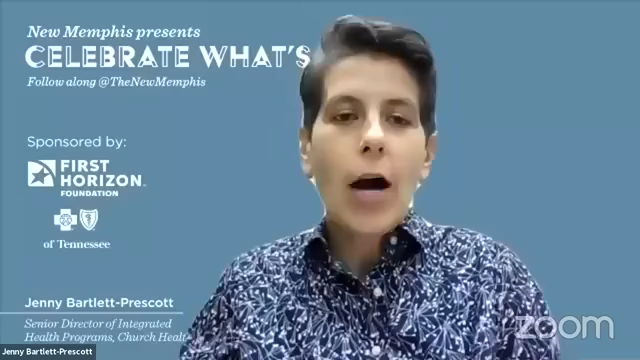 New Memphis presents
CELEBRATE WHAT'S
Follow along @TheNewMemphis
Sponsored by:
FIRST
HORIZON
FOUNDATION
of Tennessee
Jenny Bartlett-Prescott
Senior Director of Integrated
Health Programs, Church Healt
Jenny Bartlett-Prescott
zoom